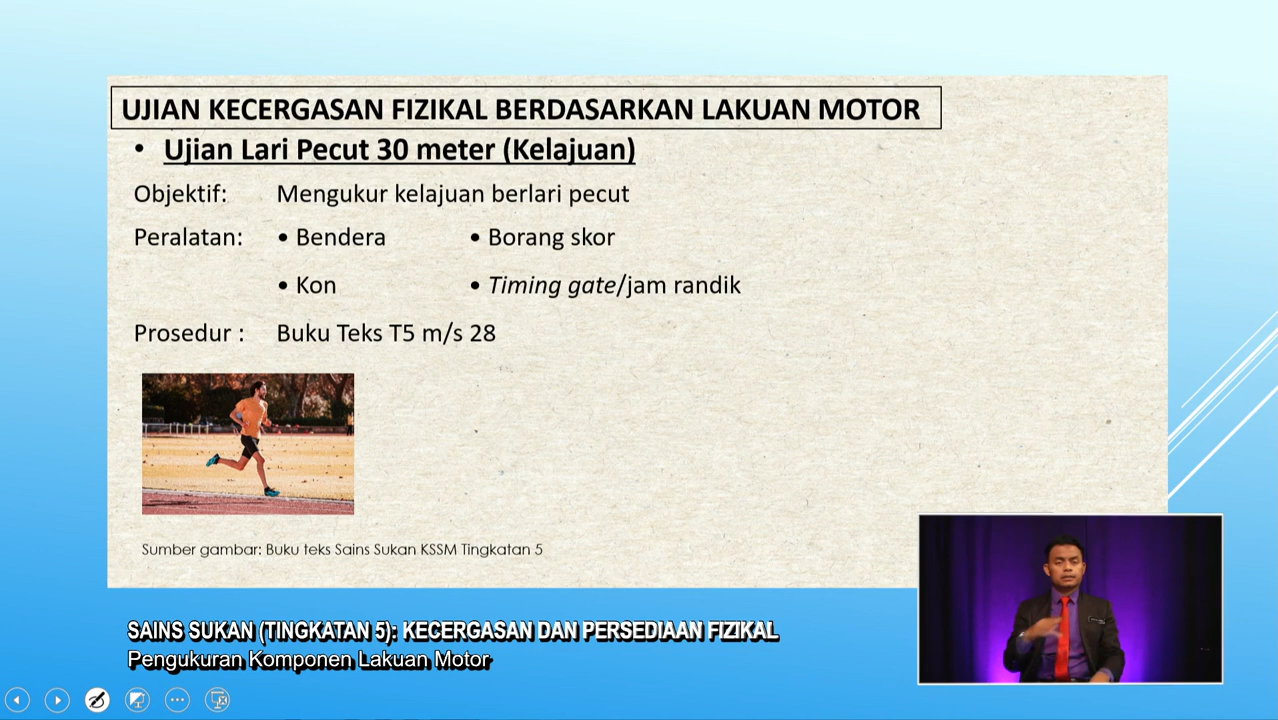 UJIAN KECERGASAN FIZIKAL BERDASARKAN LAKUAN MOTOR
• Ujian Lari Pecut 30 meter (Kelajuan)
Objektif: Mengukur kelajuan berlari pecut
Peralatan: • Bendera • Borang skor
• Kon • Timing gate/jam randik
Prosedur : Buku Teks T5 m/s 28
Sumber gambar: Buku teks Sains Sukan KSSM Tingkatan 5
SAINS SUKAN (TINGKATAN 5): KECERGASAN DAN PERSEDIAAN FIZIKAL
Pengukuran Komponen Lakuan Motor